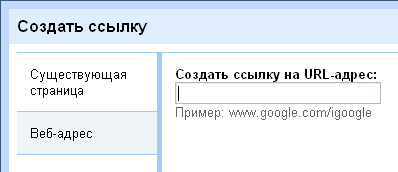 Создать ссылку
Существующая
страница
Веб-адрес
Создать ссылку на URL-адрес:
Пример: www.google.com/igoogle